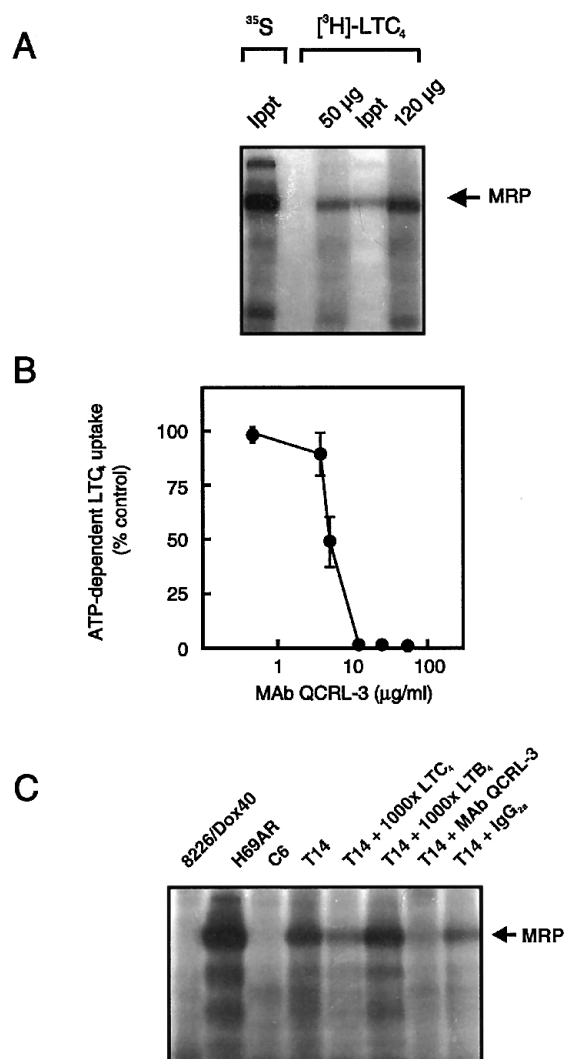 A
³⁵S [³H]-LTC₄
Ippt 50 µg Ippt 120 µg
MRP
B
ATP-dependent LTC₄ uptake
(% control)
100
75
50
25
0
1 10 100
MAb QCRL-3 (µg/ml)
C
8226/Dox40
H69AR
C6
T14
T14 + 1000x LTC₄
T14 + 1000x LTB₄
T14 + MAb QCRL-3
T14 + IgG₂ₐ
MRP